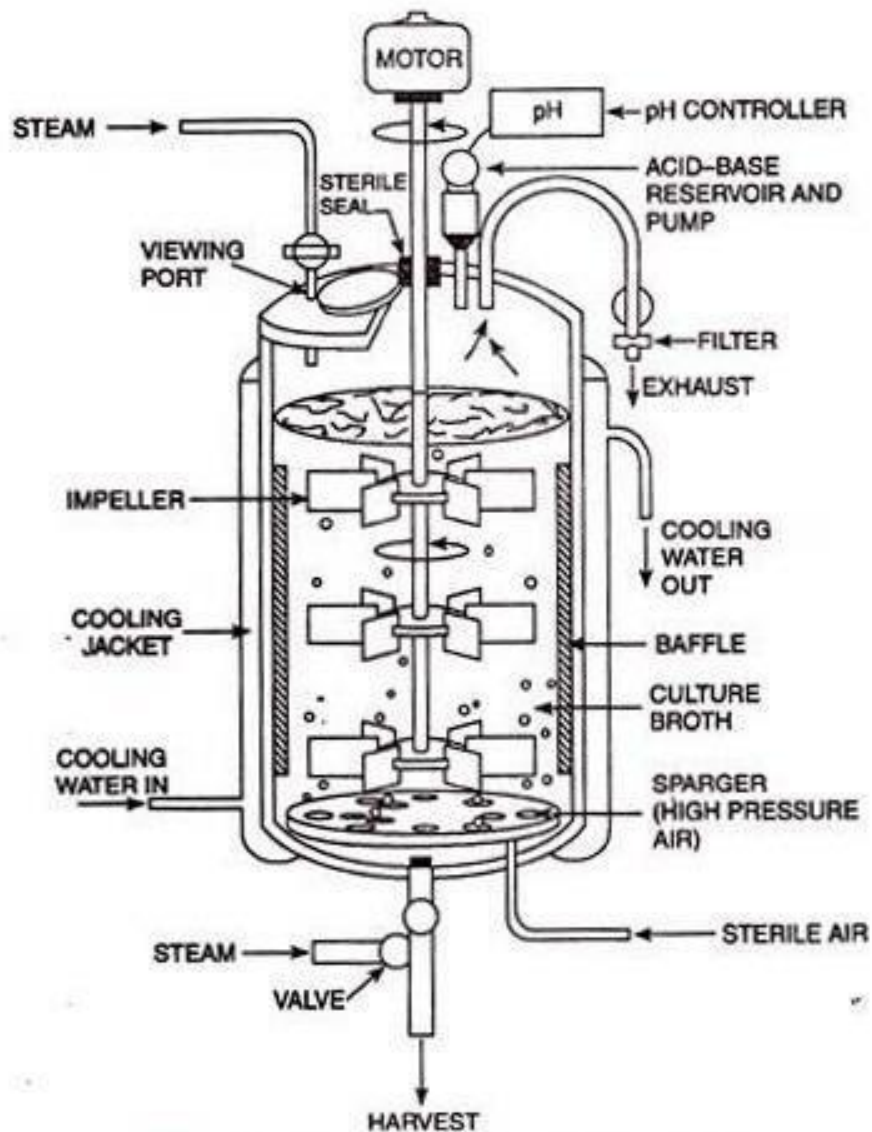 MOTOR
pH
pH CONTROLLER
STEAM
ACID–BASE
RESERVOIR AND
PUMP
STERILE
SEAL
VIEWING
PORT
FILTER
EXHAUST
IMPELLER
COOLING
WATER
OUT
COOLING
JACKET
BAFFLE
CULTURE
BROTH
COOLING
WATER IN
SPARGER
(HIGH PRESSURE
AIR)
STERILE AIR
STEAM
VALVE
HARVEST